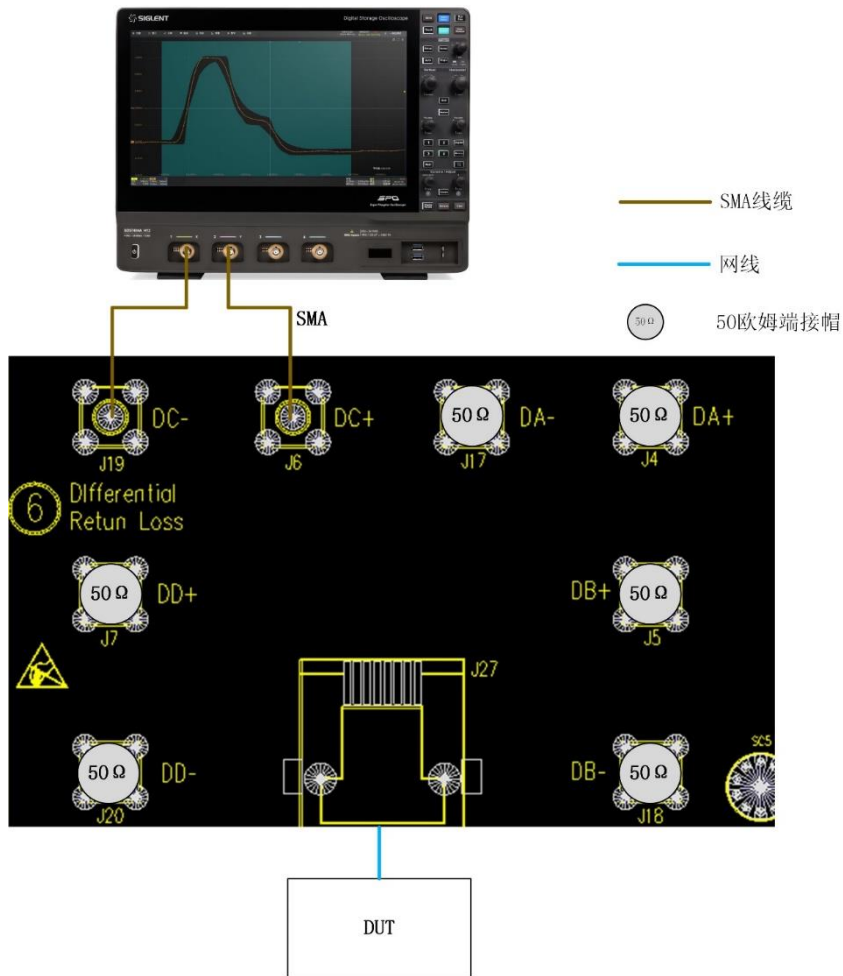 SIGLENT
Digital Storage Oscilloscope
SPO
SMA线缆
网线
50Ω
50欧姆端接帽
SMA
DC-
DC+
50Ω
DA-
50Ω
DA+
J19
J6
J17
J4
6
DIfferential
Retun Loss
50Ω
DD+
DB+
50Ω
J7
J5
J27
50Ω
DD-
DB-
50Ω
SC5
J20
J18
DUT